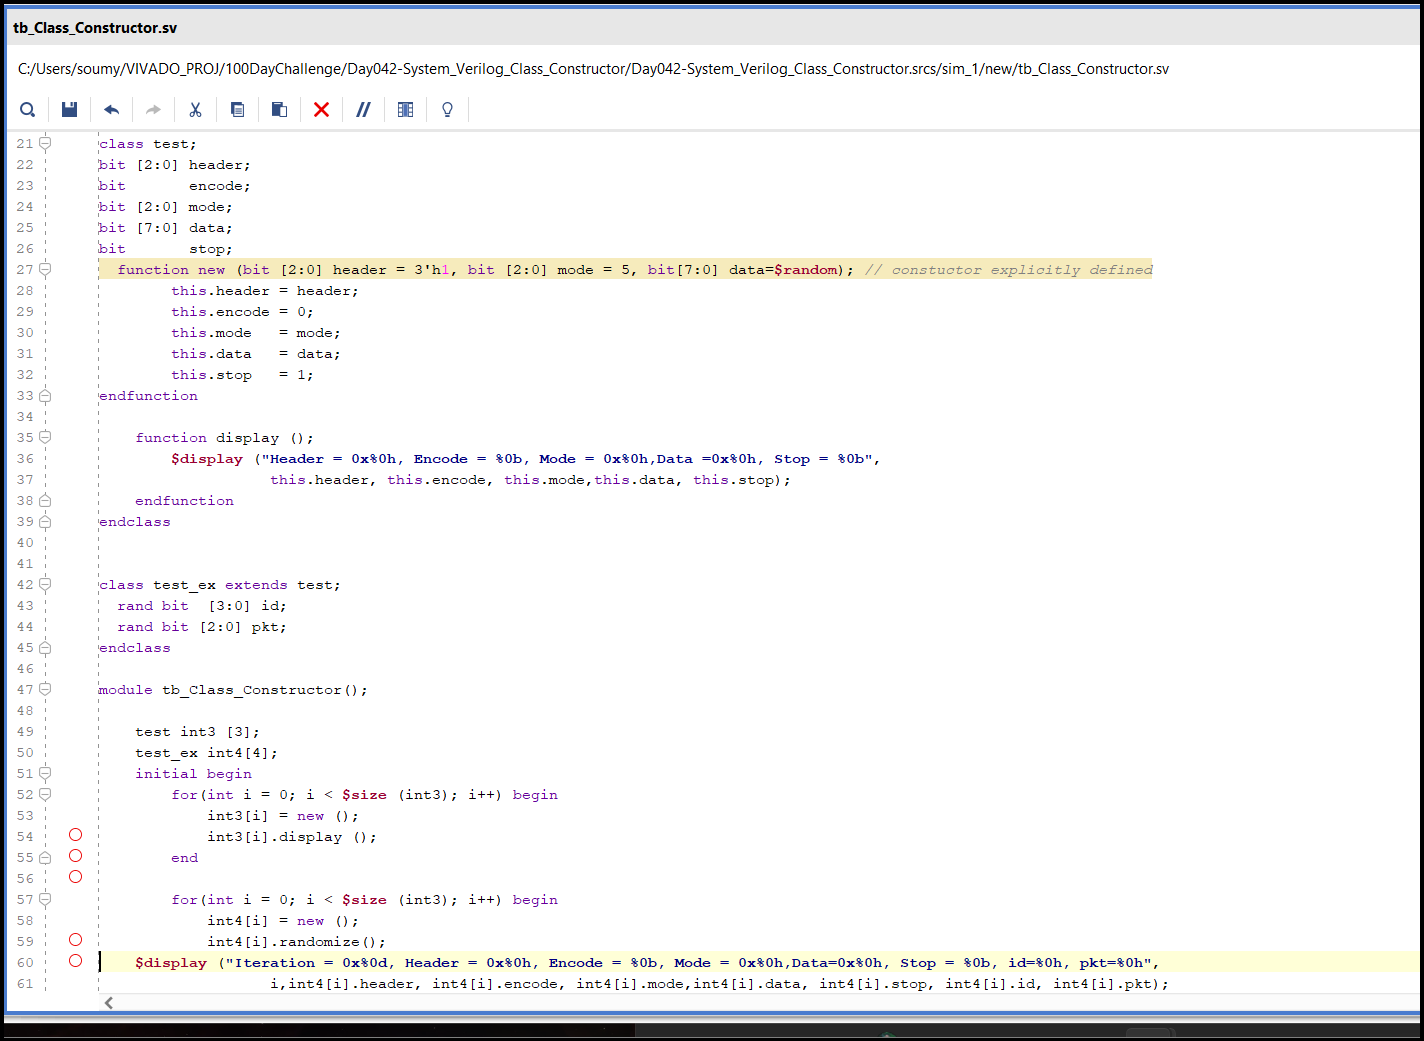 tb_Class_Constructor.sv
C:/Users/soumy/VIVADO_PROJ/100DayChallenge/Day042-System_Verilog_Class_Constructor/Day042-System_Verilog_Class_Constructor.srcs/sim_1/new/tb_Class_Constructor.sv
21 class test;
22 bit [2:0] header;
23 bit       encode;
24 bit [2:0] mode;
25 bit [7:0] data;
26 bit       stop;
27   function new (bit [2:0] header = 3'h1, bit [2:0] mode = 5, bit[7:0] data=$random); // constuctor explicitly defined
28         this.header = header;
29         this.encode = 0;
30         this.mode   = mode;
31         this.data   = data;
32         this.stop   = 1;
33 endfunction
34
35     function display ();
36         $display ("Header = 0x%0h, Encode = %0b, Mode = 0x%0h,Data =0x%0h, Stop = %0b",
37                    this.header, this.encode, this.mode,this.data, this.stop);
38     endfunction
39 endclass
40
41
42 class test_ex extends test;
43   rand bit  [3:0] id;
44   rand bit [2:0] pkt;
45 endclass
46
47 module tb_Class_Constructor();
48
49     test int3 [3];
50     test_ex int4[4];
51     initial begin
52         for(int i = 0; i < $size (int3); i++) begin
53             int3[i] = new ();
54             int3[i].display ();
55         end
56
57         for(int i = 0; i < $size (int3); i++) begin
58             int4[i] = new ();
59             int4[i].randomize();
60     $display ("Iteration = 0x%0d, Header = 0x%0h, Encode = %0b, Mode = 0x%0h,Data=0x%0h, Stop = %0b, id=%0h, pkt=%0h",
61                    i,int4[i].header, int4[i].encode, int4[i].mode,int4[i].data, int4[i].stop, int4[i].id, int4[i].pkt);